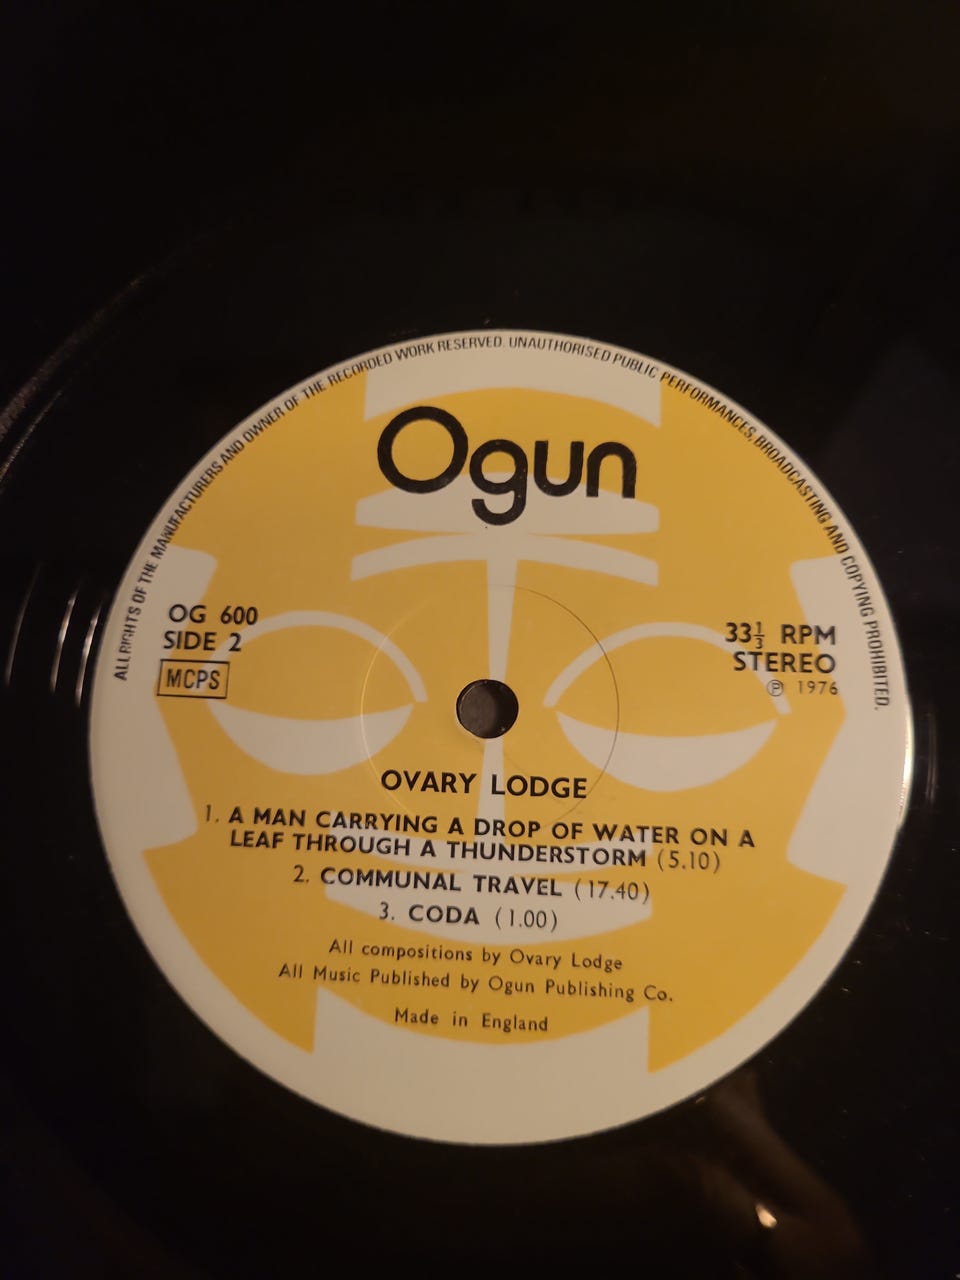 ALL RIGHTS OF THE MANUFACTURERS AND OWNER OF THE RECORDED WORK RESERVED. UNAUTHORISED PUBLIC PERFORMANCES, BROADCASTING AND COPYING PROHIBITED.
Ogun
OG 600
SIDE 2
MCPS
33⅓ RPM
STEREO
℗ 1976
OVARY LODGE
1. A MAN CARRYING A DROP OF WATER ON A
LEAF THROUGH A THUNDERSTORM (5.10)
2. COMMUNAL TRAVEL (17.40)
3. CODA (1.00)
All compositions by Ovary Lodge
All Music Published by Ogun Publishing Co.
Made in England